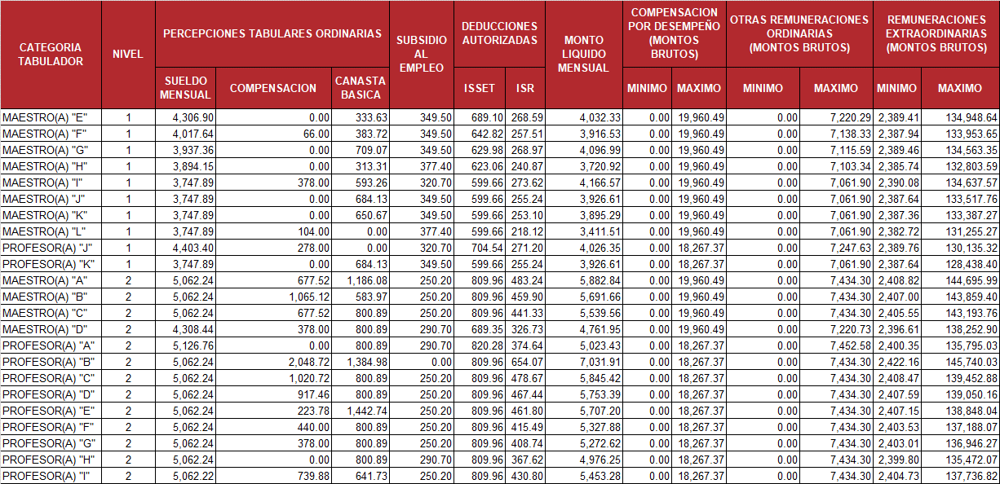 CATEGORIA TABULADOR | NIVEL | PERCEPCIONES TABULARES ORDINARIAS | SUBSIDIO AL EMPLEO | DEDUCCIONES AUTORIZADAS | MONTO LIQUIDO MENSUAL | COMPENSACION POR DESEMPEÑO (MONTOS BRUTOS) | OTRAS REMUNERACIONES ORDINARIAS (MONTOS BRUTOS) | REMUNERACIONES EXTRAORDINARIAS (MONTOS BRUTOS)
SUELDO MENSUAL | COMPENSACION | CANASTA BASICA | ISSET | ISR | MINIMO | MAXIMO | MINIMO | MAXIMO | MINIMO | MAXIMO
MAESTRO(A) "E" 1 4,306.90 0.00 333.63 349.50 689.10 268.59 4,032.33 0.00 19,960.49 0.00 7,220.29 2,389.41 134,948.64
MAESTRO(A) "F" 1 4,017.64 66.00 383.72 349.50 642.82 257.51 3,916.53 0.00 19,960.49 0.00 7,138.33 2,387.94 133,953.65
MAESTRO(A) "G" 1 3,937.36 0.00 709.07 349.50 629.98 268.97 4,096.99 0.00 19,960.49 0.00 7,115.59 2,389.46 134,563.35
MAESTRO(A) "H" 1 3,894.15 0.00 313.31 377.40 623.06 240.87 3,720.92 0.00 19,960.49 0.00 7,103.34 2,385.74 132,803.59
MAESTRO(A) "I" 1 3,747.89 378.00 593.26 320.70 599.66 273.62 4,166.57 0.00 19,960.49 0.00 7,061.90 2,390.08 134,637.57
MAESTRO(A) "J" 1 3,747.89 0.00 684.13 349.50 599.66 255.24 3,926.61 0.00 19,960.49 0.00 7,061.90 2,387.64 133,517.76
MAESTRO(A) "K" 1 3,747.89 0.00 650.67 349.50 599.66 253.10 3,895.29 0.00 19,960.49 0.00 7,061.90 2,387.36 133,387.27
MAESTRO(A) "L" 1 3,747.89 104.00 0.00 377.40 599.66 218.12 3,411.51 0.00 19,960.49 0.00 7,061.90 2,382.72 131,255.27
PROFESOR(A) "J" 1 4,403.40 278.00 0.00 320.70 704.54 271.20 4,026.35 0.00 18,267.37 0.00 7,247.63 2,389.76 130,135.32
PROFESOR(A) "K" 1 3,747.89 0.00 684.13 349.50 599.66 255.24 3,926.61 0.00 18,267.37 0.00 7,061.90 2,387.64 128,438.40
MAESTRO(A) "A" 2 5,062.24 677.52 1,186.08 250.20 809.96 483.24 5,882.84 0.00 19,960.49 0.00 7,434.30 2,408.82 144,695.99
MAESTRO(A) "B" 2 5,062.24 1,065.12 583.97 250.20 809.96 459.90 5,691.66 0.00 19,960.49 0.00 7,434.30 2,407.00 143,859.40
MAESTRO(A) "C" 2 5,062.24 677.52 800.89 250.20 809.96 441.33 5,539.56 0.00 19,960.49 0.00 7,434.30 2,405.55 143,193.76
MAESTRO(A) "D" 2 4,308.44 378.00 800.89 290.70 689.35 326.73 4,761.95 0.00 19,960.49 0.00 7,220.73 2,396.61 138,252.90
PROFESOR(A) "A" 2 5,126.76 0.00 800.89 290.70 820.28 374.64 5,023.43 0.00 18,267.37 0.00 7,452.58 2,400.35 135,795.03
PROFESOR(A) "B" 2 5,062.24 2,048.72 1,384.98 0.00 809.96 654.07 7,031.91 0.00 18,267.37 0.00 7,434.30 2,422.16 145,740.03
PROFESOR(A) "C" 2 5,062.24 1,020.72 800.89 250.20 809.96 478.67 5,845.42 0.00 18,267.37 0.00 7,434.30 2,408.47 139,452.88
PROFESOR(A) "D" 2 5,062.24 917.46 800.89 250.20 809.96 467.44 5,753.39 0.00 18,267.37 0.00 7,434.30 2,407.59 139,050.16
PROFESOR(A) "E" 2 5,062.24 223.78 1,442.74 250.20 809.96 461.80 5,707.20 0.00 18,267.37 0.00 7,434.30 2,407.15 138,848.04
PROFESOR(A) "F" 2 5,062.24 440.00 800.89 250.20 809.96 415.49 5,327.88 0.00 18,267.37 0.00 7,434.30 2,403.53 137,188.07
PROFESOR(A) "G" 2 5,062.24 378.00 800.89 250.20 809.96 408.74 5,272.62 0.00 18,267.37 0.00 7,434.30 2,403.01 136,946.27
PROFESOR(A) "H" 2 5,062.24 0.00 800.89 290.70 809.96 367.62 4,976.25 0.00 18,267.37 0.00 7,434.30 2,399.80 135,472.07
PROFESOR(A) "I" 2 5,062.22 739.88 641.73 250.20 809.96 430.80 5,453.28 0.00 18,267.37 0.00 7,434.30 2,404.73 137,736.82